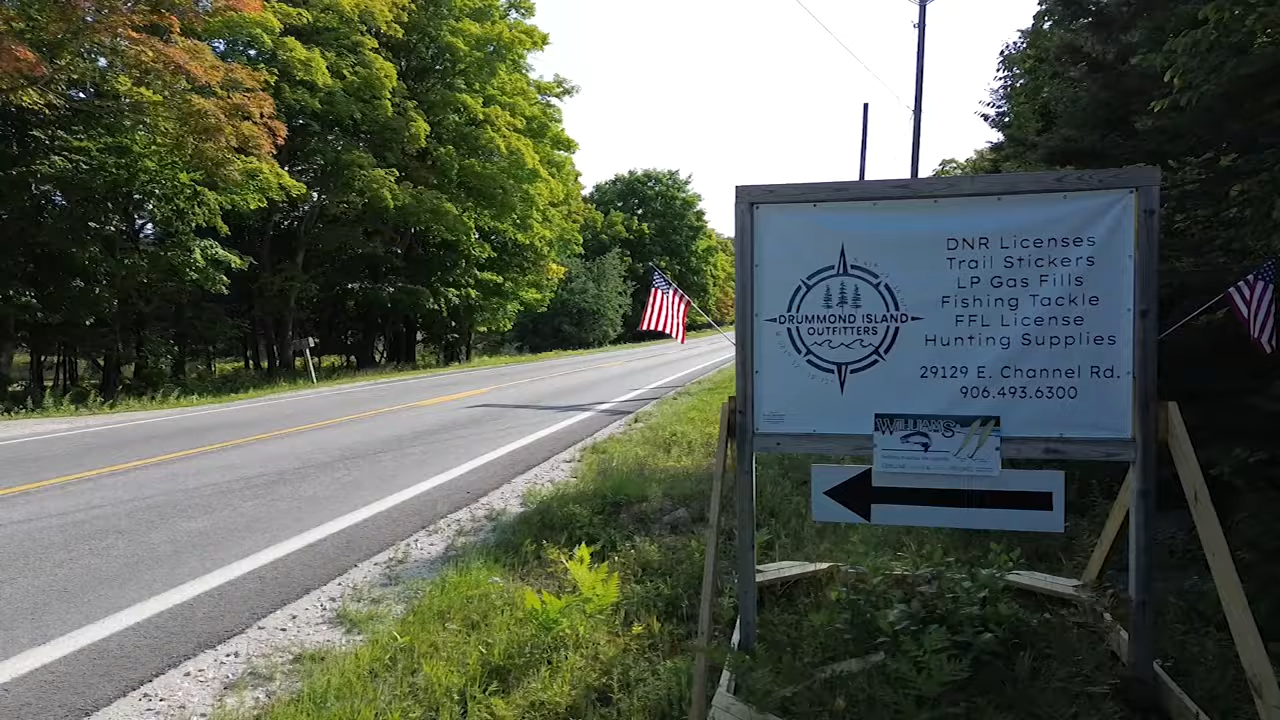 DRUMMOND ISLAND
OUTFITTERS
DNR Licenses
Trail Stickers
LP Gas Fills
Fishing Tackle
FFL License
Hunting Supplies
29129 E. Channel Rd.
906.493.6300
WILLIAMS